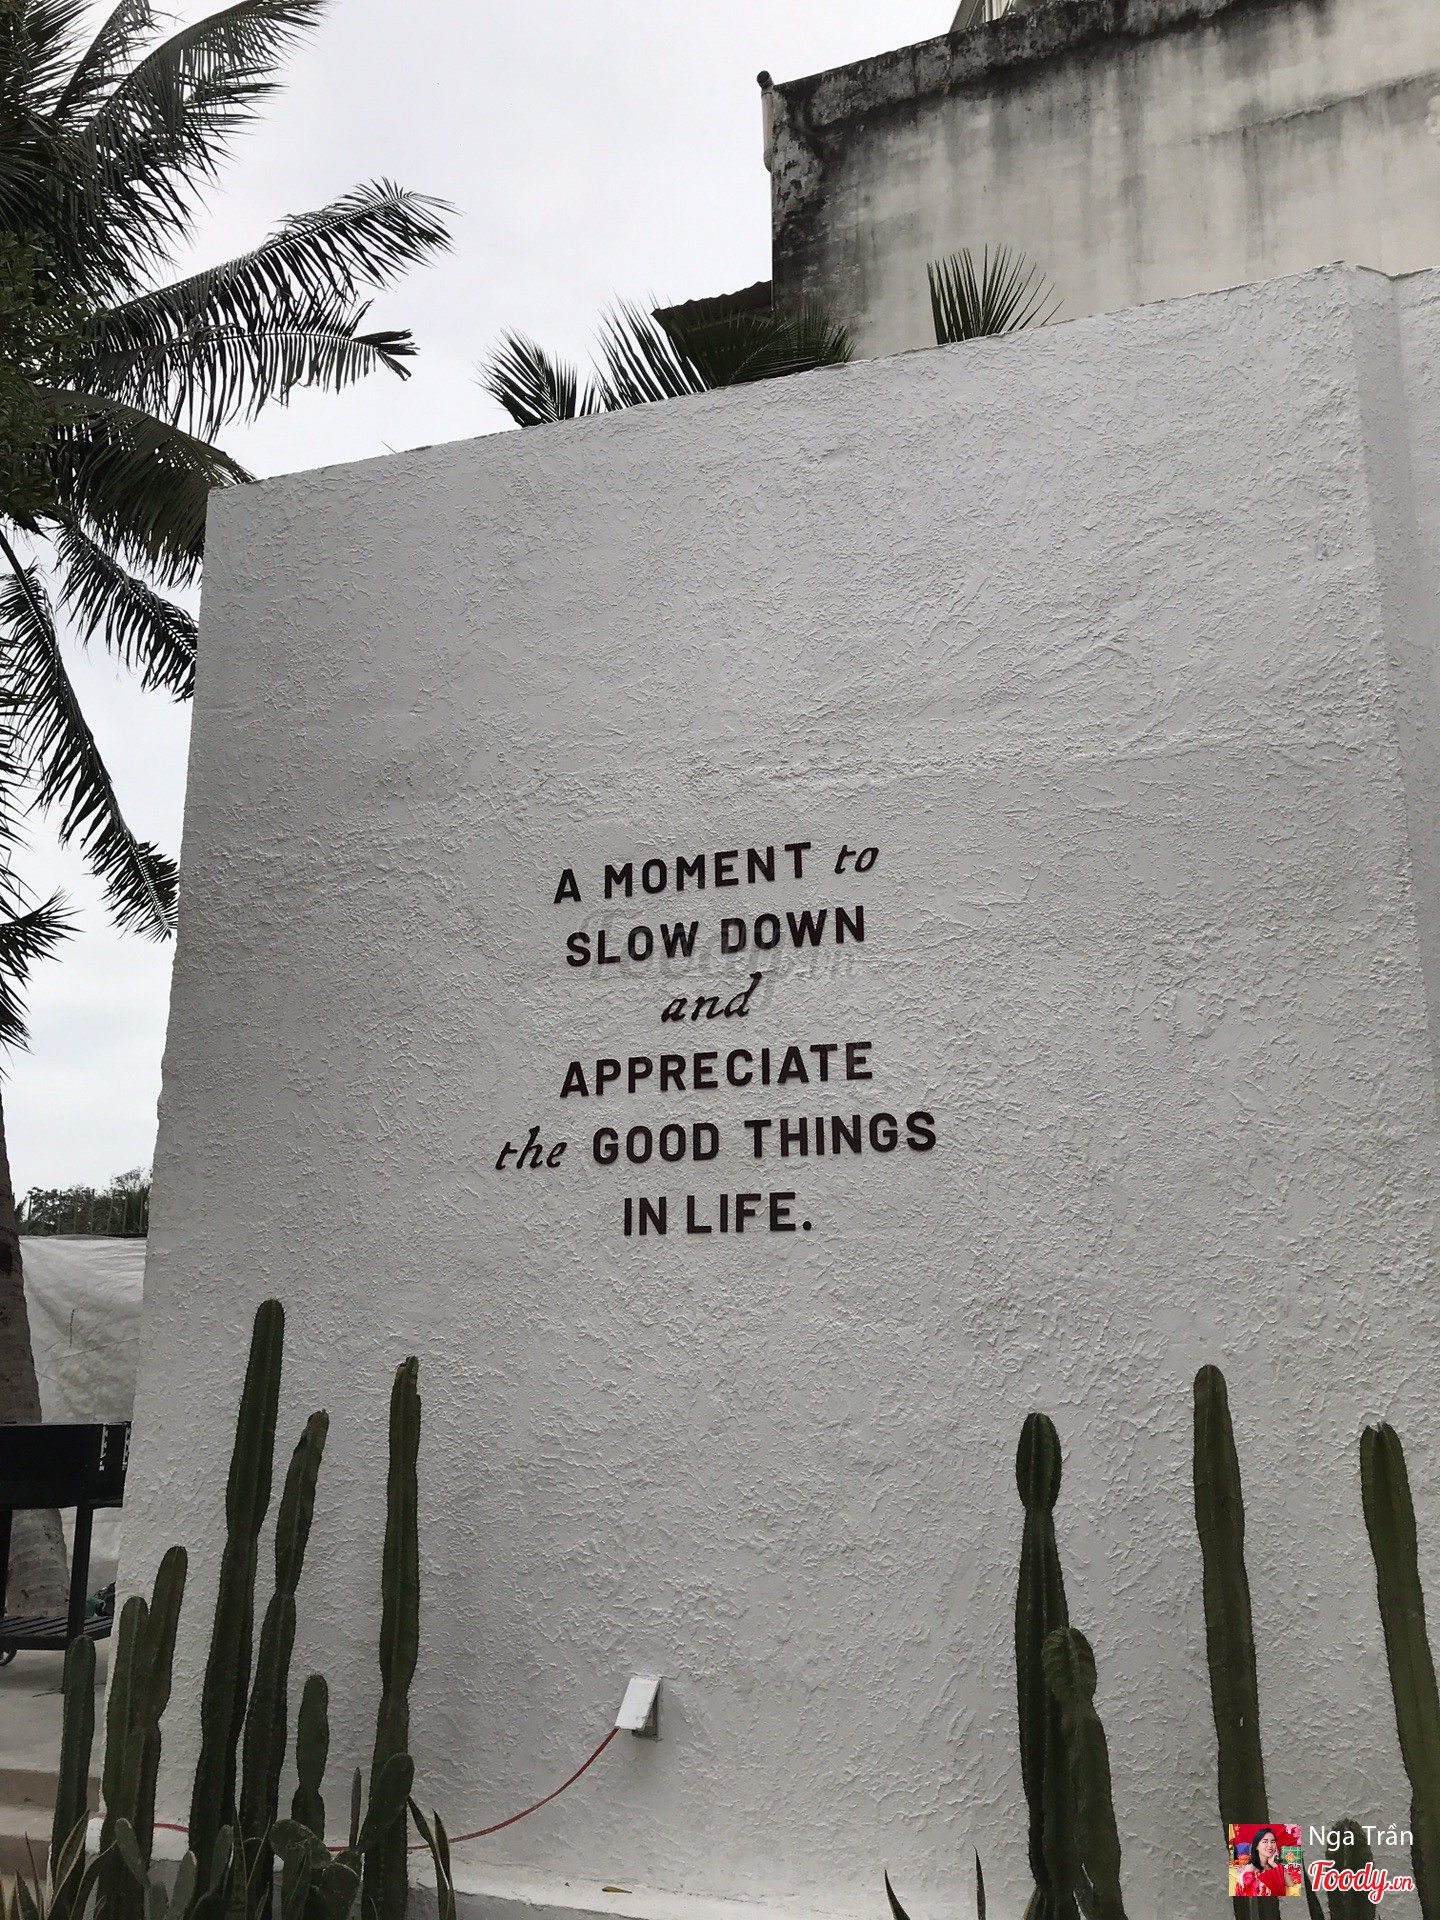 A MOMENT to
SLOW DOWN
and
APPRECIATE
the GOOD THINGS
IN LIFE.
Nga Trần
Foody.vn